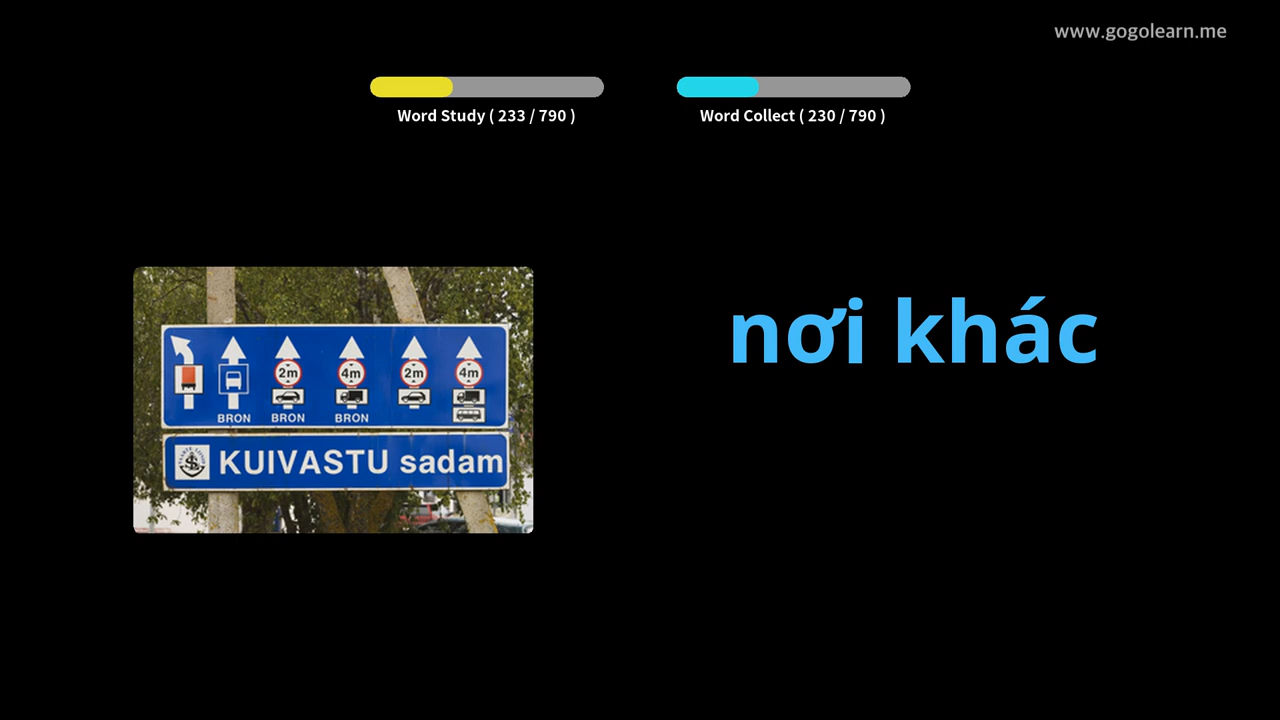 www.gogolearn.me
Word Study ( 233 / 790 )
Word Collect ( 230 / 790 )
nơi khác
2m 4m 2m 4m
BRON BRON BRON
KUIVASTU sadam